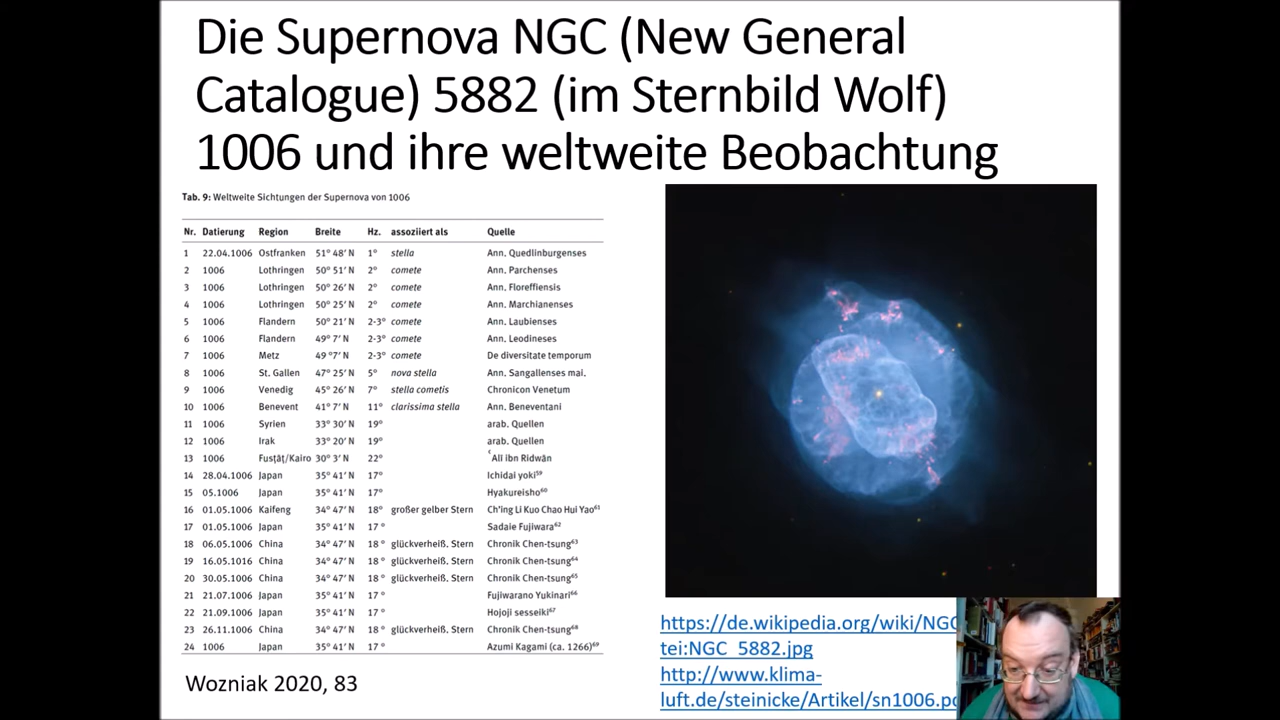 Die Supernova NGC (New General
Catalogue) 5882 (im Sternbild Wolf)
1006 und ihre weltweite Beobachtung
Tab. 9: Weltweite Sichtungen der Supernova von 1006
Nr. Datierung Region Breite Hz. assoziiert als Quelle
1 22.04.1006 Ostfranken 51° 48′ N 1° stella Ann. Quedlinburgenses
2 1006 Lothringen 50° 51′ N 2° comete Ann. Parchenses
3 1006 Lothringen 50° 26′ N 2° comete Ann. Floreffiensis
4 1006 Lothringen 50° 25′ N 2° comete Ann. Marchianenses
5 1006 Flandern 50° 21′ N 2-3° comete Ann. Laubienses
6 1006 Flandern 49° 7′ N 2-3° comete Ann. Leodineses
7 1006 Metz 49 °7′ N 2-3° comete De diversitate temporum
8 1006 St. Gallen 47° 25′ N 5° nova stella Ann. Sangallenses mai.
9 1006 Venedig 45° 26′ N 7° stella cometis Chronicon Venetum
10 1006 Benevent 41° 7′ N 11° clarissima stella Ann. Beneventani
11 1006 Syrien 33° 30′ N 19° arab. Quellen
12 1006 Irak 33° 20′ N 19° arab. Quellen
13 1006 Fusṭāṭ/Kairo 30° 3′ N 22° ʿAlī ibn Ridwān
14 28.04.1006 Japan 35° 41′ N 17° Ichidai yoki⁵⁹
15 05.1006 Japan 35° 41′ N 17° Hyakureisho⁶⁰
16 01.05.1006 Kaifeng 34° 47′ N 18° großer gelber Stern Ch'ing Li Kuo Chao Hui Yao⁶¹
17 01.05.1006 Japan 35° 41′ N 17 ° Sadaie Fujiwara⁶²
18 06.05.1006 China 34° 47′ N 18 ° glückverheiß. Stern Chronik Chen-tsung⁶³
19 16.05.1016 China 34° 47′ N 18 ° glückverheiß. Stern Chronik Chen-tsung⁶⁴
20 30.05.1006 China 34° 47′ N 18 ° glückverheiß. Stern Chronik Chen-tsung⁶⁵
21 21.07.1006 Japan 35° 41′ N 17 ° Fujiwarano Yukinari⁶⁶
22 21.09.1006 Japan 35° 41′ N 17 ° Hojoji sesseiki⁶⁷
23 26.11.1006 China 34° 47′ N 18 ° glückverheiß. Stern Chronik Chen-tsung⁶⁸
24 1006 Japan 35° 41′ N 17 ° Azumi Kagami (ca. 1266)⁶⁹
Wozniak 2020, 83
https://de.wikipedia.org/wiki/NGC
tei:NGC_5882.jpg
http://www.klima-
luft.de/steinicke/Artikel/sn1006.p